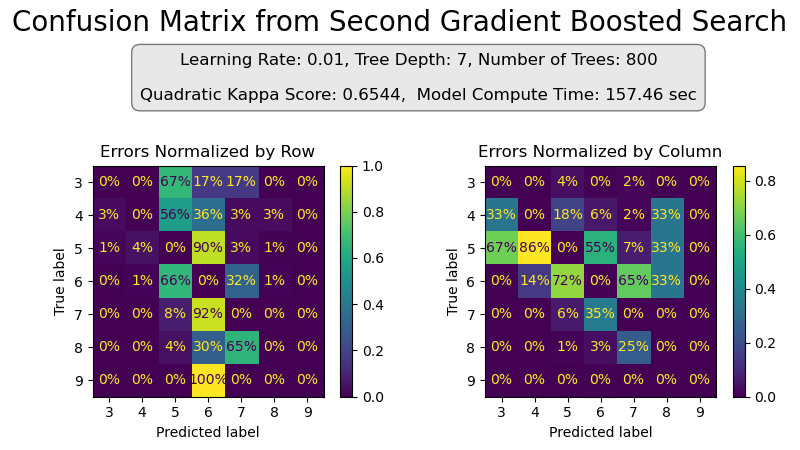 Confusion Matrix from Second Gradient Boosted Search
Learning Rate: 0.01, Tree Depth: 7, Number of Trees: 800
Quadratic Kappa Score: 0.6544,  Model Compute Time: 157.46 sec
Errors Normalized by Row
True label
3 0% 0% 67% 17% 17% 0% 0%
4 3% 0% 56% 36% 3% 3% 0%
5 1% 4% 0% 90% 3% 1% 0%
6 0% 1% 66% 0% 32% 1% 0%
7 0% 0% 8% 92% 0% 0% 0%
8 0% 0% 4% 30% 65% 0% 0%
9 0% 0% 0% 100% 0% 0% 0%
3 4 5 6 7 8 9
Predicted label
1.0
0.8
0.6
0.4
0.2
0.0
Errors Normalized by Column
True label
3 0% 0% 4% 0% 2% 0% 0%
4 33% 0% 18% 6% 2% 33% 0%
5 67% 86% 0% 55% 7% 33% 0%
6 0% 14% 72% 0% 65% 33% 0%
7 0% 0% 6% 35% 0% 0% 0%
8 0% 0% 1% 3% 25% 0% 0%
9 0% 0% 0% 0% 0% 0% 0%
3 4 5 6 7 8 9
Predicted label
0.8
0.6
0.4
0.2
0.0